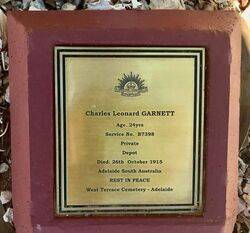 Charles Leonard GARNETT
Age. 24yrs
Service No. B7398
Private
Depot
Died: 26th October 1915
Adelaide South Australia
REST IN PEACE
West Terrace Cemetery - Adelaide